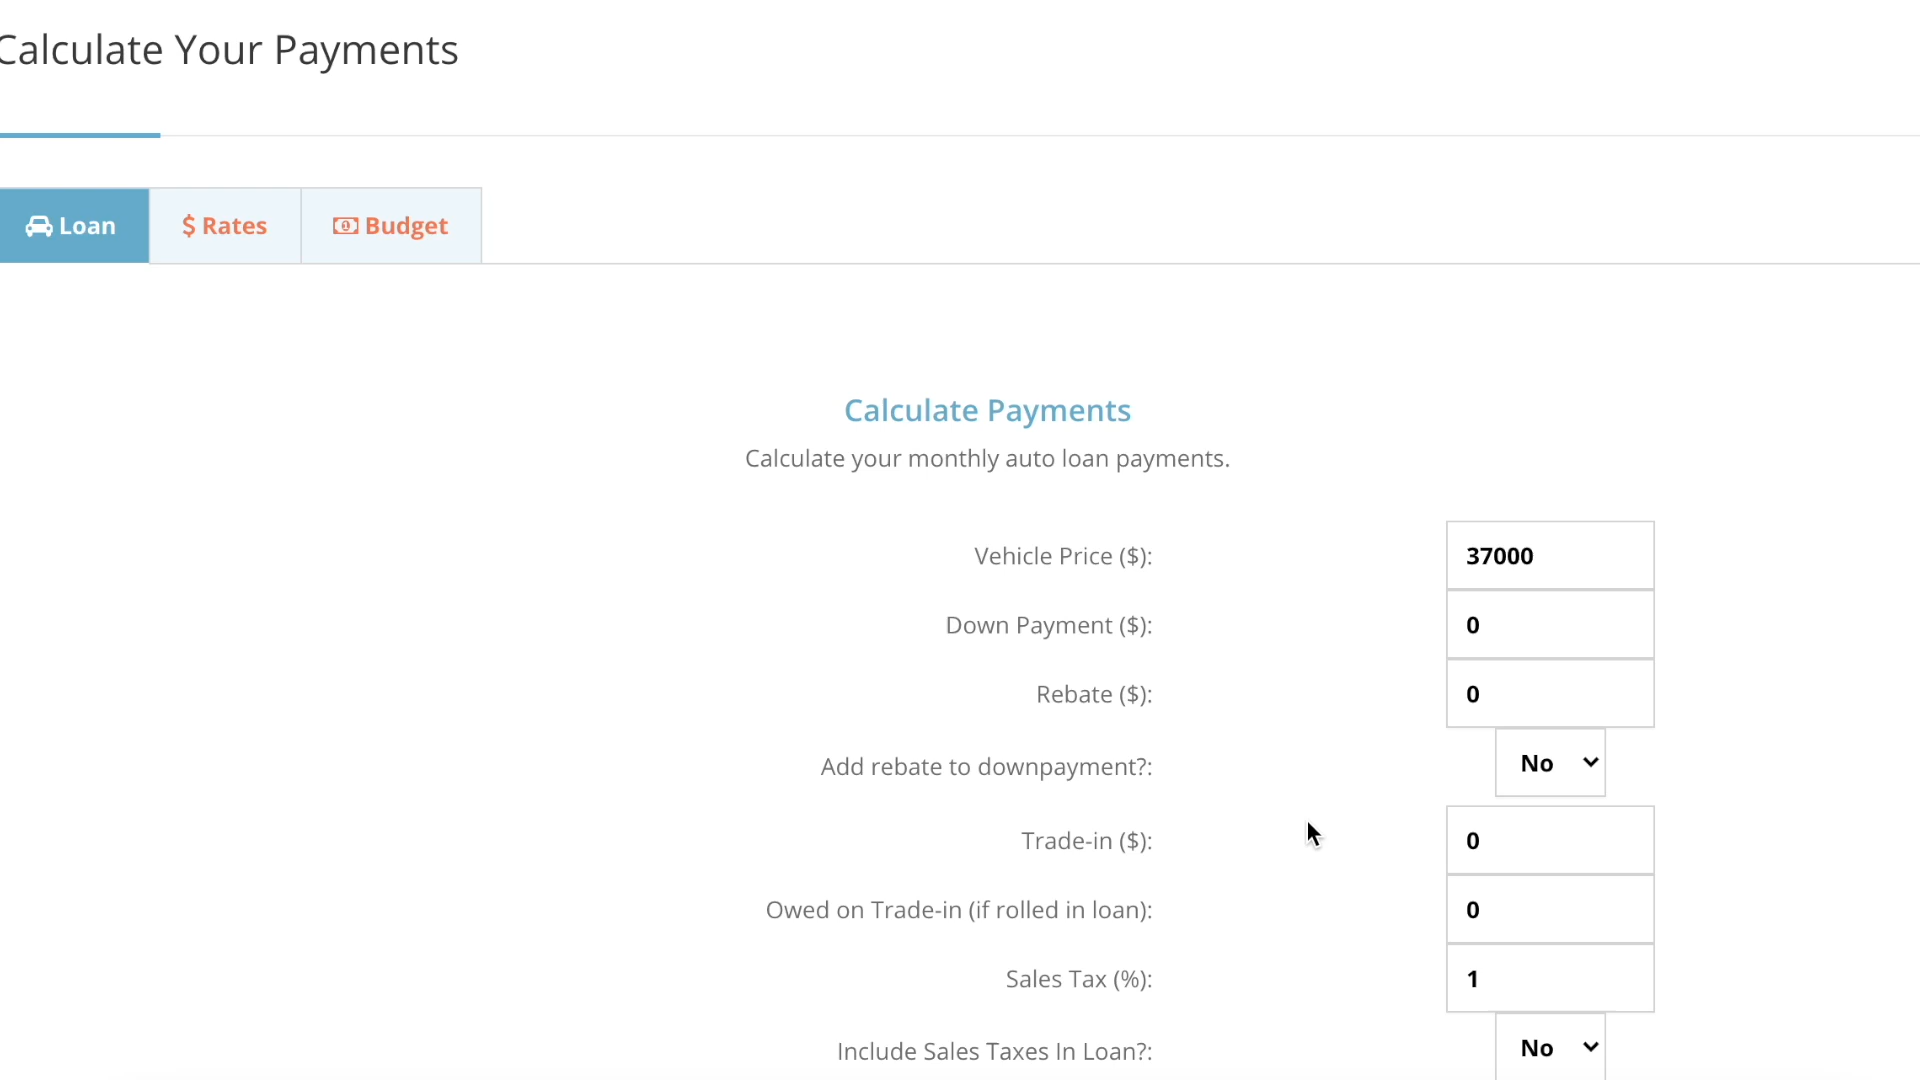 Calculate Your Payments
Loan
$ Rates
Budget
Calculate Payments
Calculate your monthly auto loan payments.
Vehicle Price ($): 37000
Down Payment ($): 0
Rebate ($): 0
Add rebate to downpayment?: No
Trade-in ($): 0
Owed on Trade-in (if rolled in loan): 0
Sales Tax (%): 1
Include Sales Taxes In Loan?: No